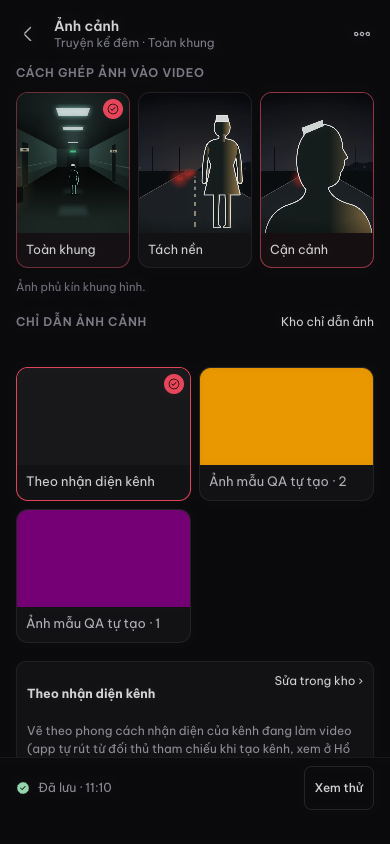 Ảnh cảnh
Truyện kể đêm · Toàn khung
CÁCH GHÉP ẢNH VÀO VIDEO
Toàn khung
Tách nền
Cận cảnh
Ảnh phủ kín khung hình.
CHỈ DẪN ẢNH CẢNH
Kho chỉ dẫn ảnh
Theo nhận diện kênh
Ảnh mẫu QA tự tạo · 2
Ảnh mẫu QA tự tạo · 1
Sửa trong kho ›
Theo nhận diện kênh
Vẽ theo phong cách nhận diện của kênh đang làm video
(app tự rút từ đối thủ tham chiếu khi tạo kênh, xem ở Hồ
Đã lưu · 11:10
Xem thử